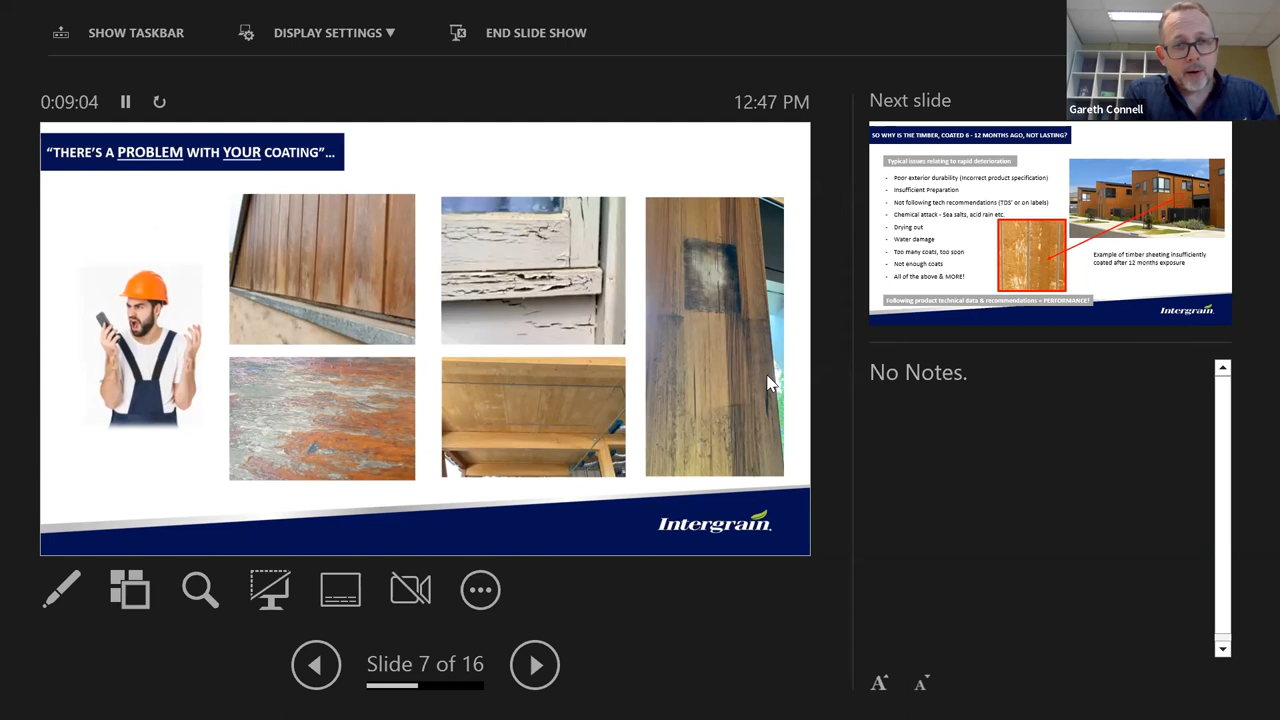 SHOW TASKBAR
DISPLAY SETTINGS ▼
END SLIDE SHOW
Gareth Connell
0:09:04
12:47 PM
Next slide
"THERE'S A PROBLEM WITH YOUR COATING"...
Intergrain
SO WHY IS THE TIMBER, COATED 6 - 12 MONTHS AGO, NOT LASTING?
Typical issues relating to rapid deterioration
- Poor exterior durability (Incorrect product specification)
- Insufficient Preparation
- Not following tech recommendations (TDS' or on labels)
- Chemical attack - Sea salts, acid rain etc.
- Drying out
- Water damage
- Too many coats, too soon
- Not enough coats
- All of the above & MORE!
Example of timber sheeting insufficiently
coated after 12 months exposure
Following product technical data & recommendations = PERFORMANCE!
Intergrain
No Notes.
Slide 7 of 16
A A